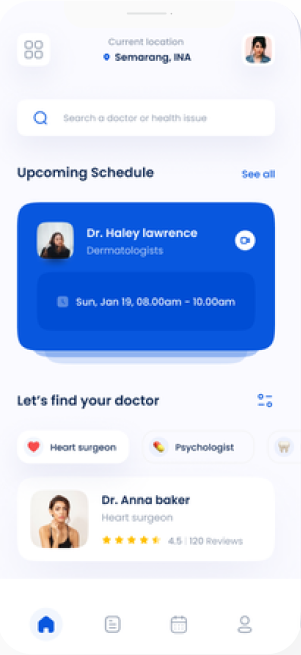 Current location
Semarang, INA
Search a doctor or health issue
Upcoming Schedule
See all
Dr. Haley lawrence
Dermatologists
Sun, Jan 19, 08.00am - 10.00am
Let's find your doctor
Heart surgeon
Psychologist
Dr. Anna baker
Heart surgeon
4.5 | 120 Reviews